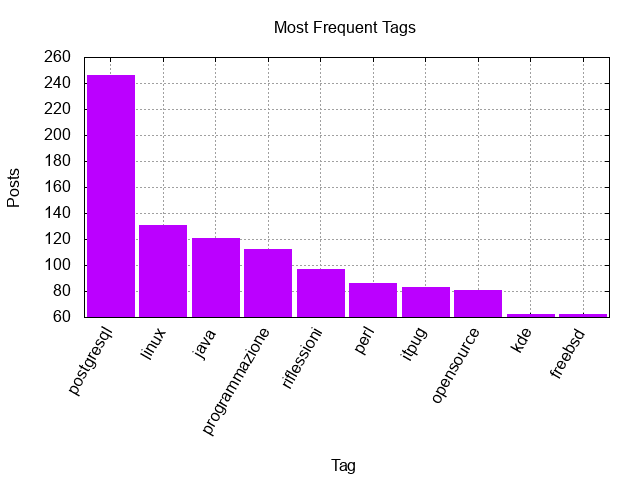 Most Frequent Tags
260
240
220
200
180
160
140
120
100
80
60
Posts
postgresql
linux
java
programmazione
riflessioni
perl
itpug
opensource
kde
freebsd
Tag